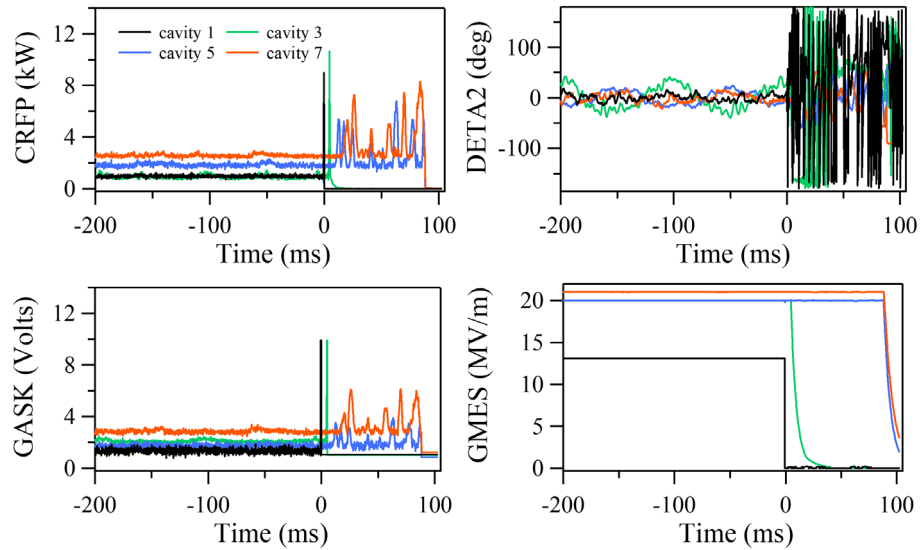 CRFP (kW)
12
8
4
0
cavity 1
cavity 3
cavity 5
cavity 7
-200
-100
0
100
Time (ms)
DETA2 (deg)
100
0
-100
-200
-100
0
100
Time (ms)
GASK (Volts)
12
8
4
0
-200
-100
0
100
Time (ms)
GMES (MV/m)
20
15
10
5
0
-200
-100
0
100
Time (ms)